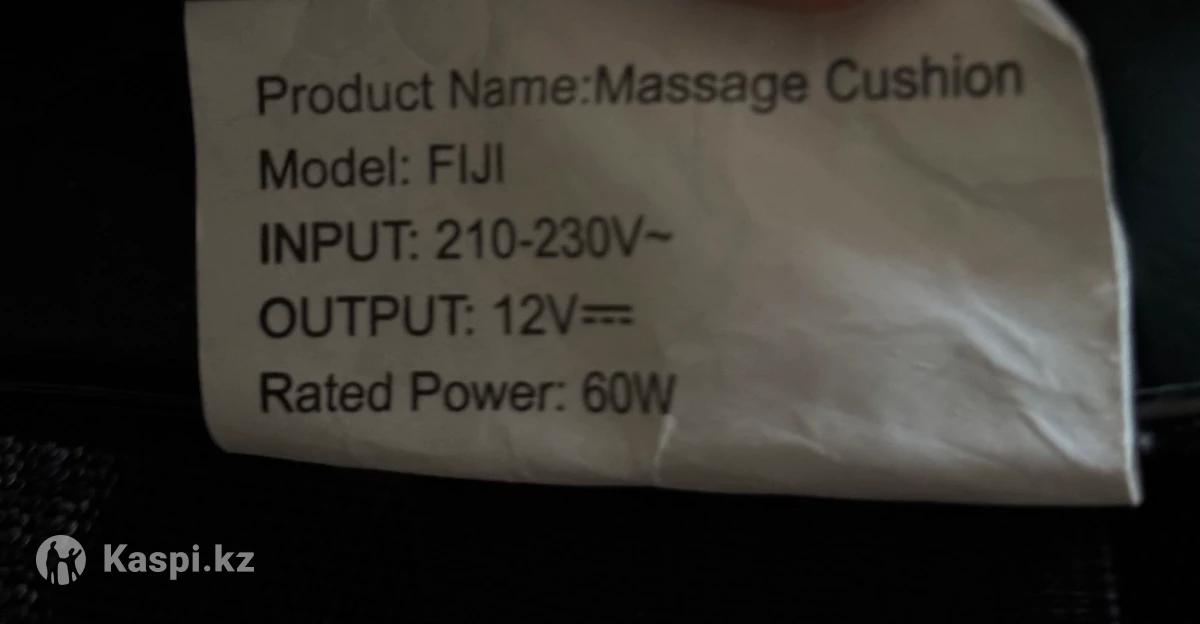 Product Name:Massage Cushion
Model: FIJI
INPUT: 210-230V~
OUTPUT: 12V⎓
Rated Power: 60W
Kaspi.kz